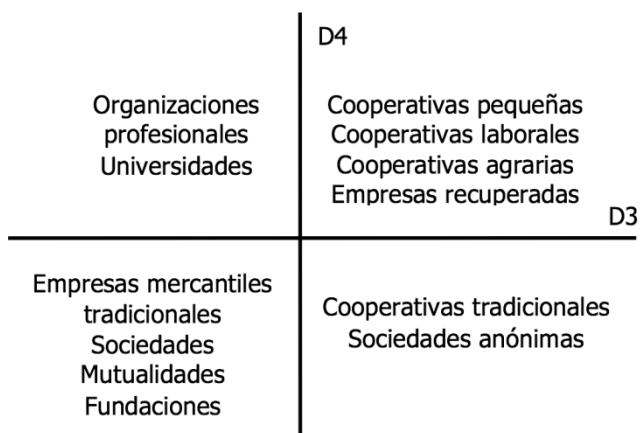 D4
Organizaciones
profesionales
Universidades
Cooperativas pequeñas
Cooperativas laborales
Cooperativas agrarias
Empresas recuperadas
D3
Empresas mercantiles
tradicionales
Sociedades
Mutualidades
Fundaciones
Cooperativas tradicionales
Sociedades anónimas